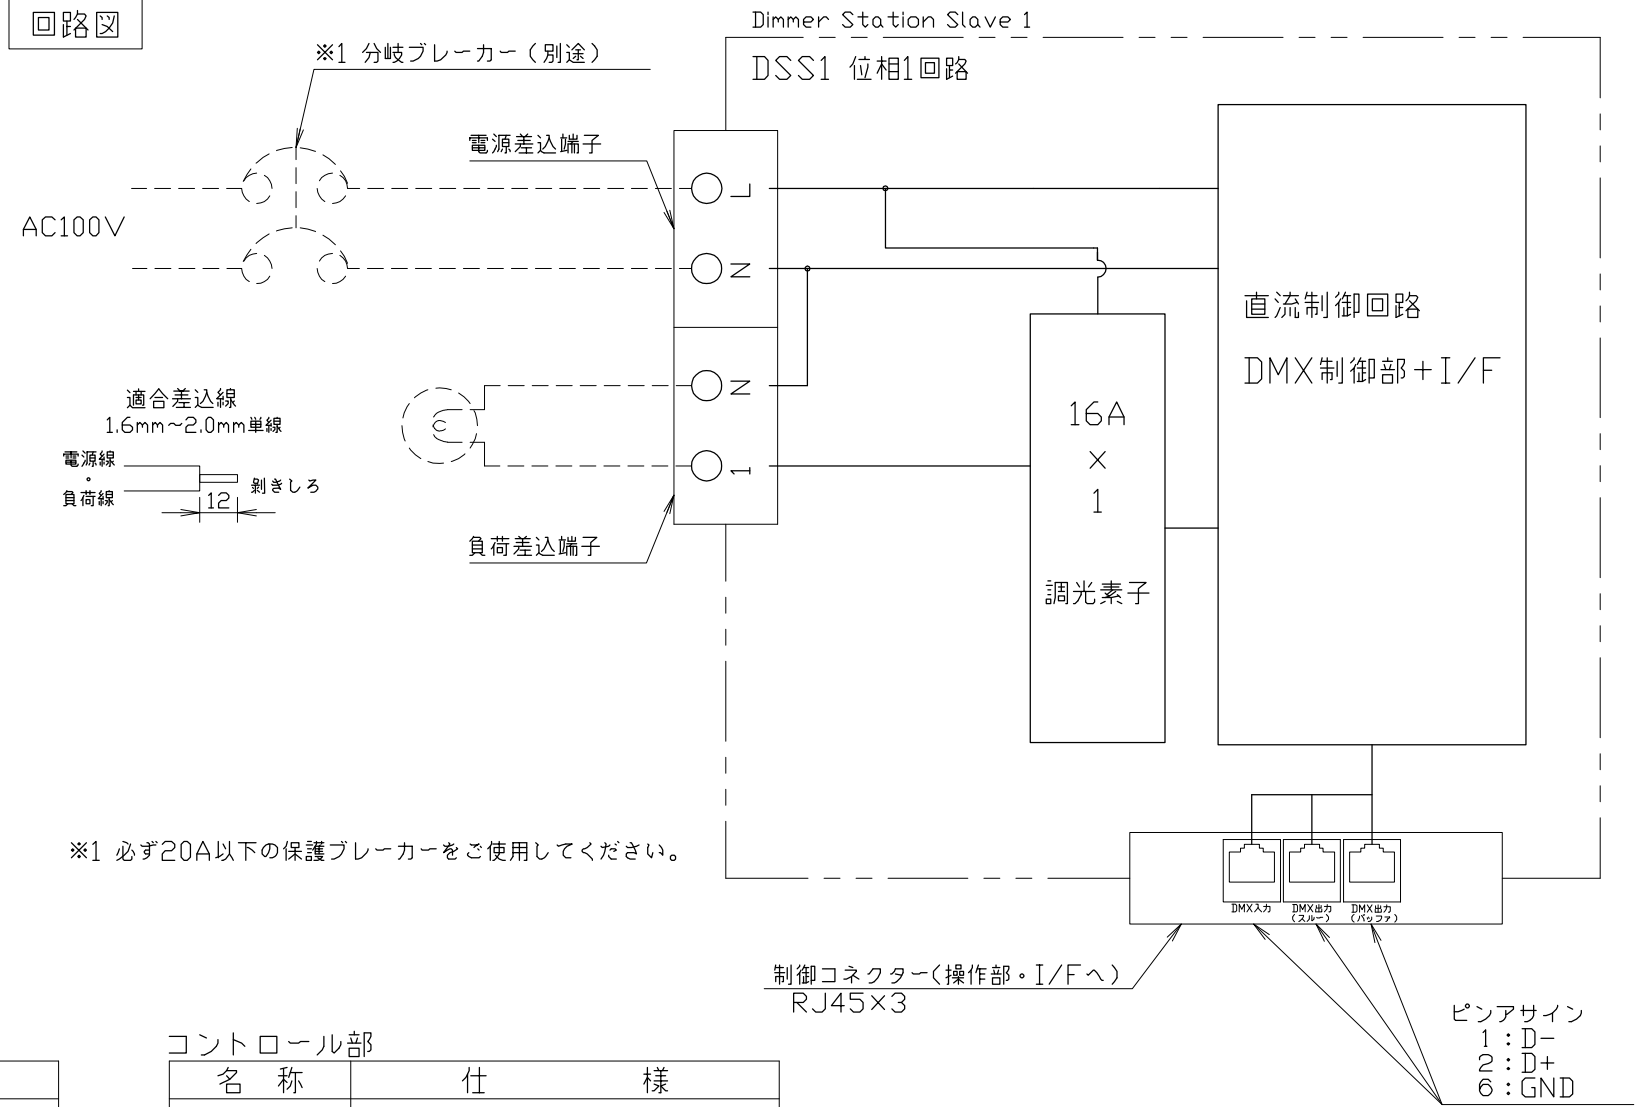 回路図
Dimmer Station Slave 1
DSS1 位相1回路
※1 分岐ブレーカー（別途）
電源差込端子
AC100V
L
N
N
1
直流制御回路
DMX制御部+I/F
16A
×
1
調光素子
適合差込線
1.6mm～2.0mm単線
電源線
・
負荷線
12
剝きしろ
負荷差込端子
※1 必ず20A以下の保護ブレーカーをご使用してください。
DMX入力
DMX出力
（スルー）
DMX出力
（バッファ）
制御コネクター(操作部・I/Fへ)
RJ45×3
ピンアサイン
1：D-
2：D+
6：GND
コントロール部
名 称
仕 様